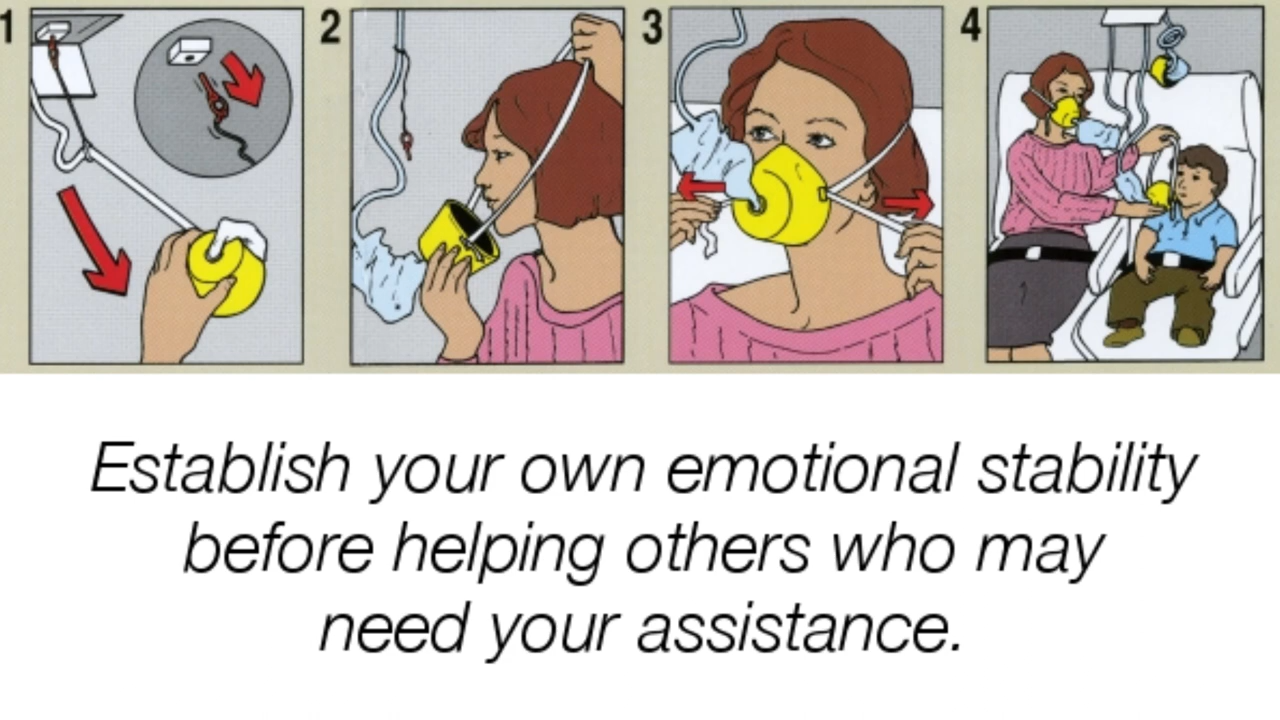 1
2
3
4
Establish your own emotional stability
before helping others who may
need your assistance.